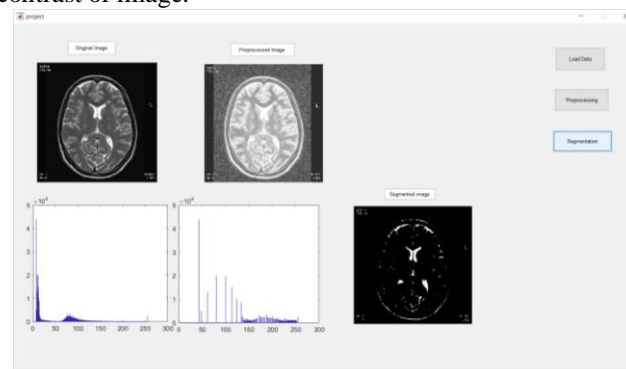 contrast of image.
project
Original Image
Preprocessed Image
Load Data
Preprocessing
Segmentation
L
L
Segmented image
L
×10⁴
5
4
3
2
1
0
0 50 100 150 200 250 300
×10⁴
5
4
3
2
1
0
0 50 100 150 200 250 300